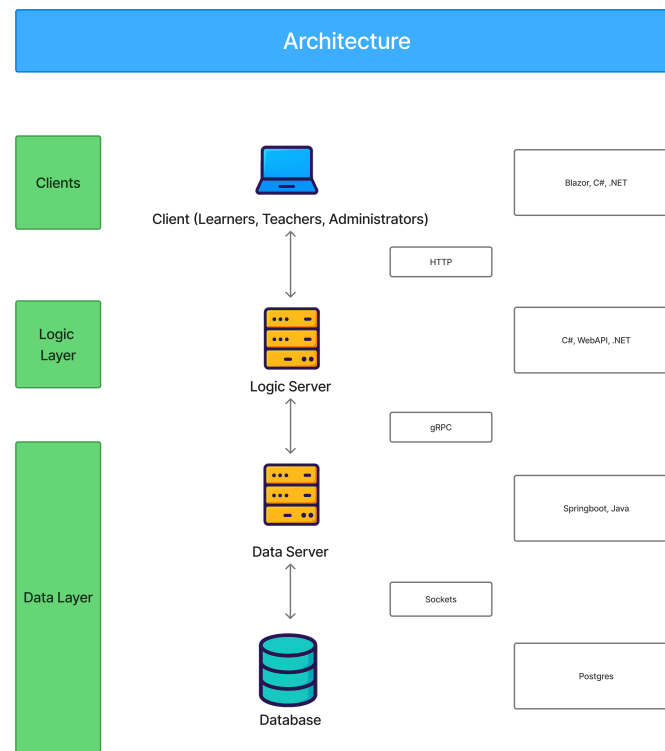 Architecture
Clients
Client (Learners, Teachers, Administrators)
Blazor, C#, .NET
HTTP
Logic
Layer
Logic Server
C#, WebAPI, .NET
gRPC
Data Layer
Data Server
Springboot, Java
Sockets
Database
Postgres